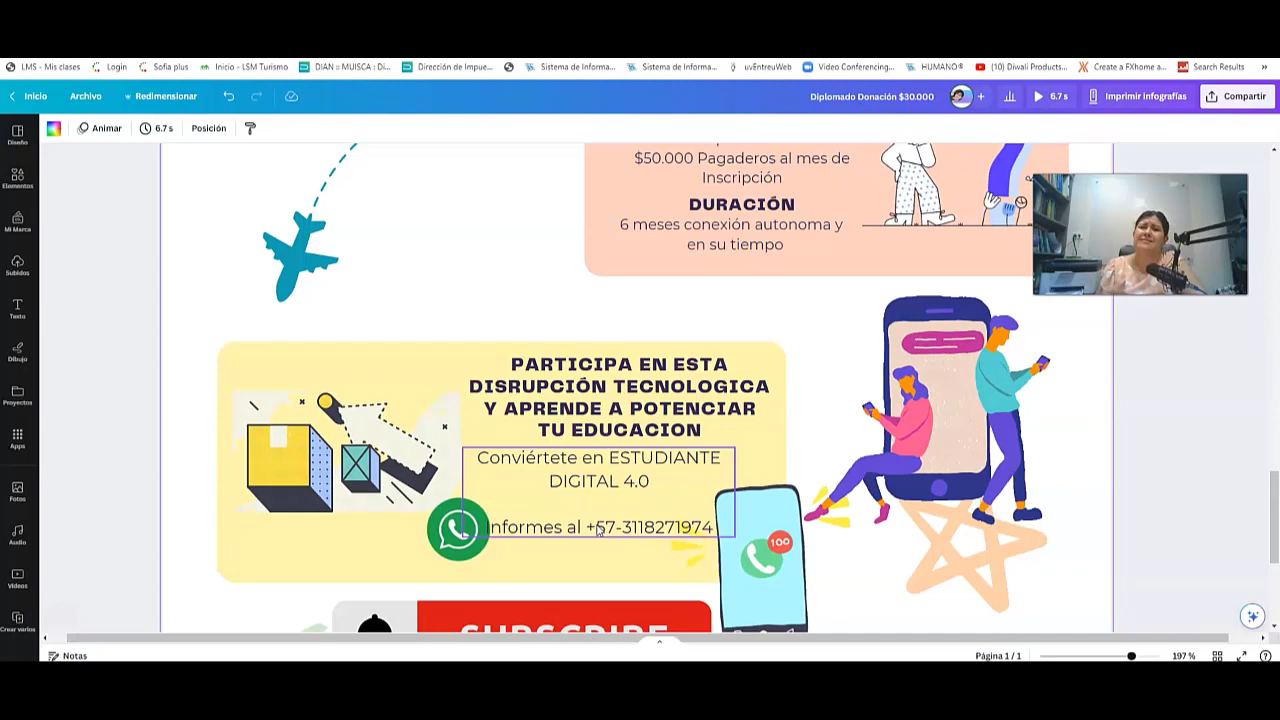 LMS - Mis clases
Login
Sofia plus
Inicio - LSM Turismo
DIAN :: MUISCA : Di...
Dirección de Impue...
Sistema de Informa...
Sistema de Informa...
uvEntreuWeb
Video Conferencing...
HUMANO®
(10) Diwali Products...
Create a FXhome a...
Search Results
»
Inicio
Archivo
Redimensionar
Diplomado Donación $30.000
+
6.7 s
Imprimir infografías
Compartir
Animar
6.7 s
Posición
Diseño
Elementos
Mi Marca
Subidos
Texto
Dibujo
Proyectos
Apps
Fotos
Audio
Videos
Crear varios
$50.000 Pagaderos al mes de
Inscripción
DURACIÓN
6 meses conexión autonoma y
en su tiempo
PARTICIPA EN ESTA
DISRUPCIÓN TECNOLOGICA
Y APRENDE A POTENCIAR
TU EDUCACION
Conviértete en ESTUDIANTE
DIGITAL 4.0
Informes al +57-3118271974
100
SUBSCRIBE
Notas
Página 1 / 1
197 %